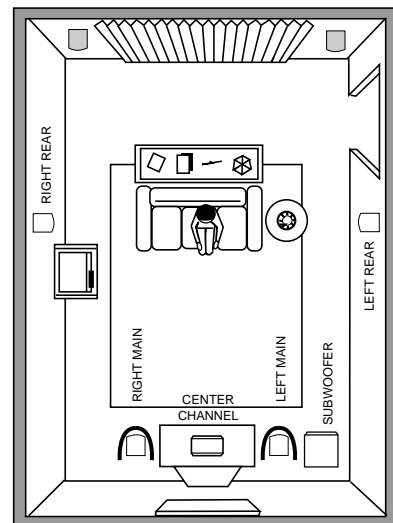 RIGHT REAR
LEFT REAR
RIGHT MAIN
CENTER
CHANNEL
LEFT MAIN
SUBWOOFER